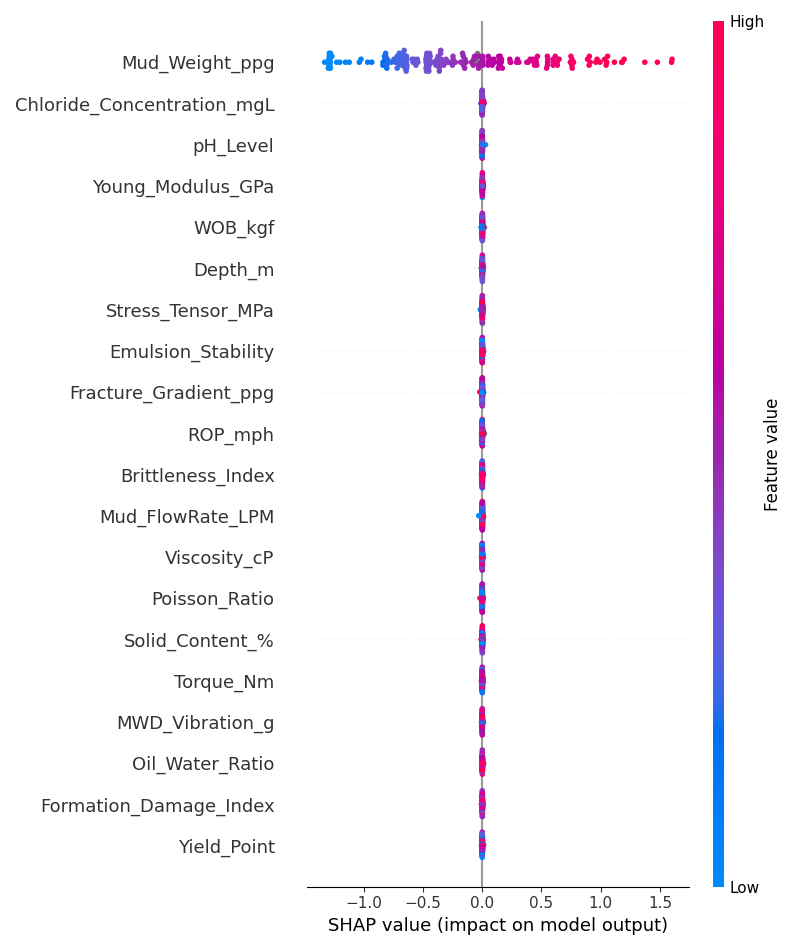 High
Mud_Weight_ppg
Chloride_Concentration_mgL
pH_Level
Young_Modulus_GPa
WOB_kgf
Depth_m
Stress_Tensor_MPa
Emulsion_Stability
Fracture_Gradient_ppg
ROP_mph
Brittleness_Index
Mud_FlowRate_LPM
Viscosity_cP
Poisson_Ratio
Solid_Content_%
Torque_Nm
MWD_Vibration_g
Oil_Water_Ratio
Formation_Damage_Index
Yield_Point
Feature value
Low
−1.0 −0.5 0.0 0.5 1.0 1.5
SHAP value (impact on model output)